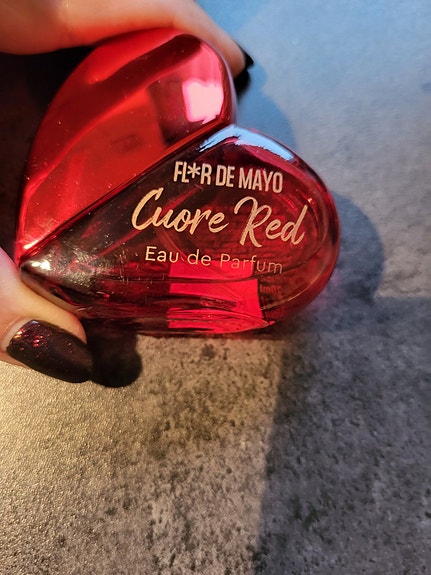 FL*R DE MAYO
Cuore Red
Eau de Parfum